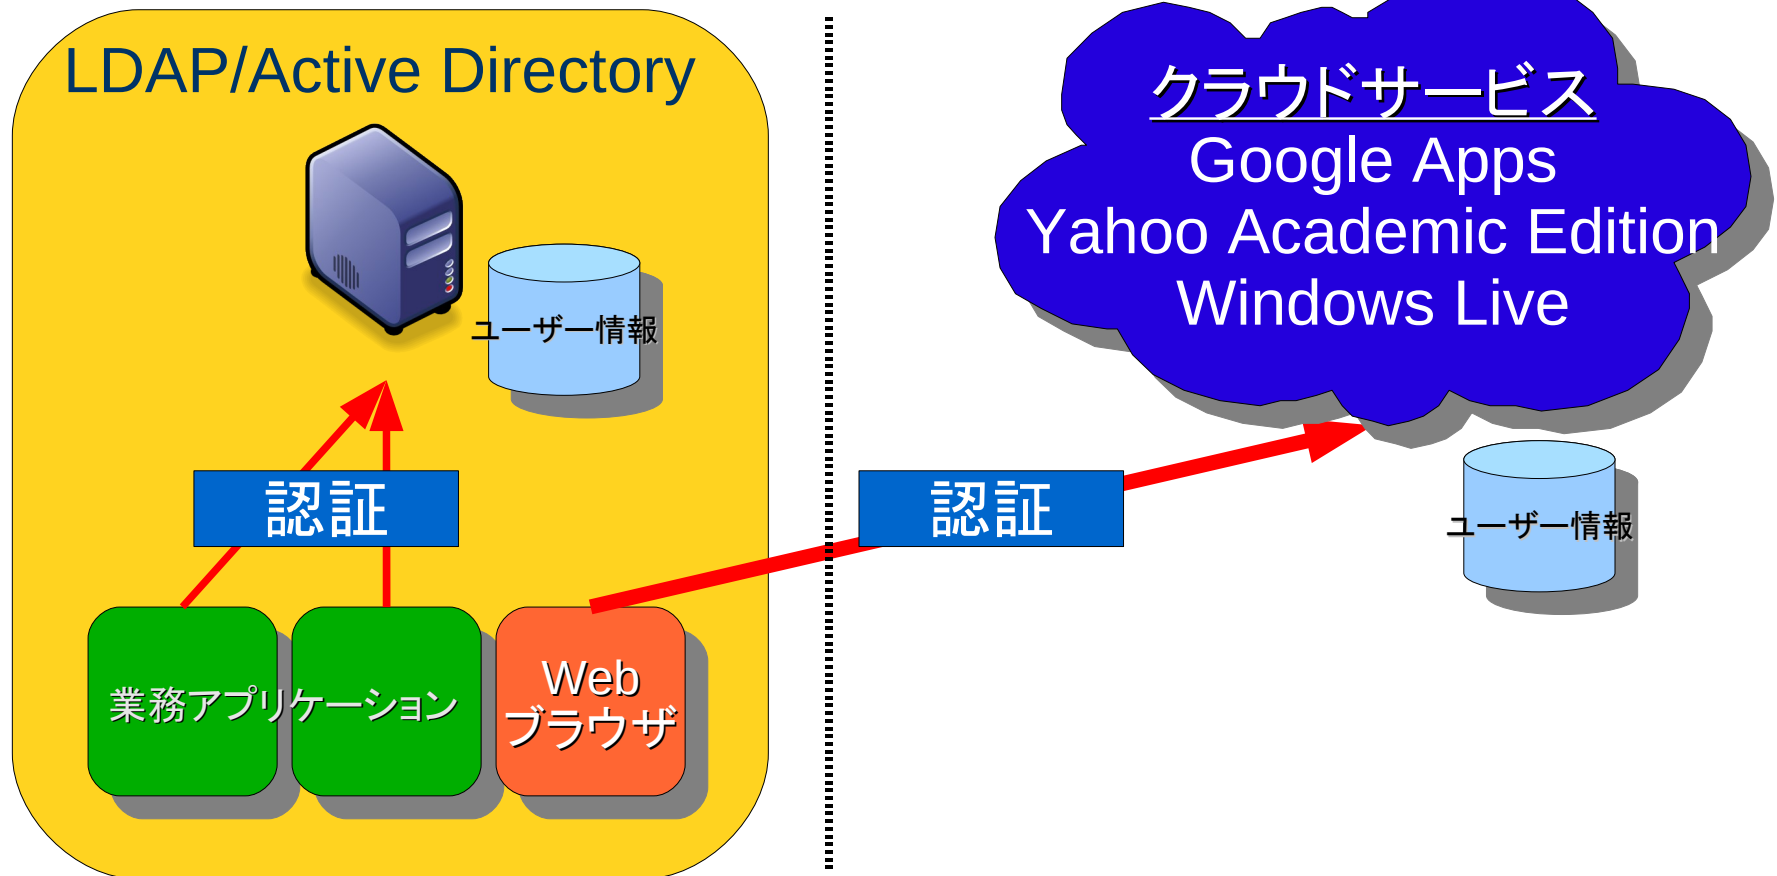 LDAP/Active Directory
ユーザー情報
認証
業務アプリケーション
Web
ブラウザ
認証
クラウドサービス
Google Apps
Yahoo Academic Edition
Windows Live
ユーザー情報